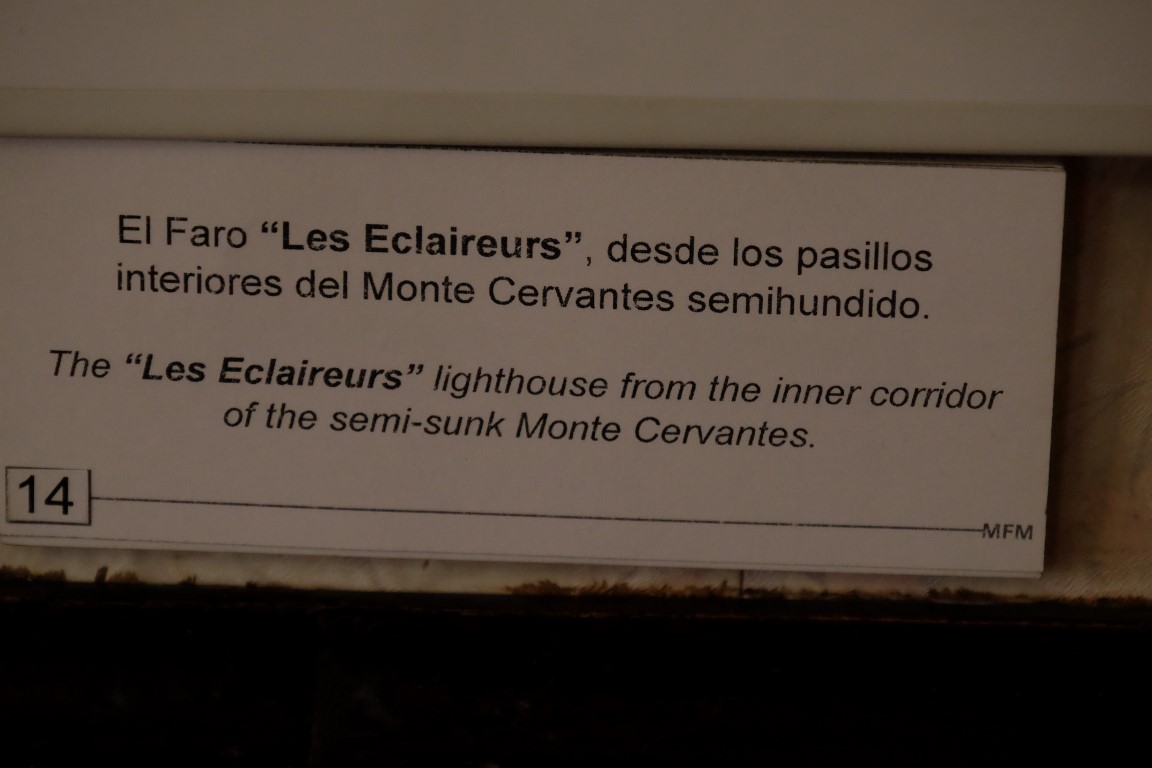 El Faro “Les Eclaireurs”, desde los pasillos
interiores del Monte Cervantes semihundido.
The “Les Eclaireurs” lighthouse from the inner corridor
of the semi-sunk Monte Cervantes.
14
MFM